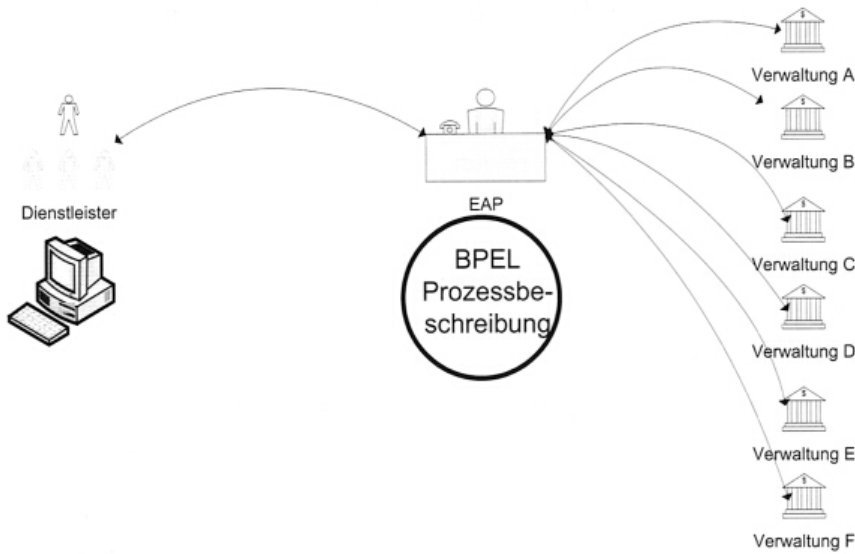 Verwaltung A
Verwaltung B
Dienstleister
EAP
BPEL
Prozessbe-
schreibung
Verwaltung C
Verwaltung D
Verwaltung E
Verwaltung F